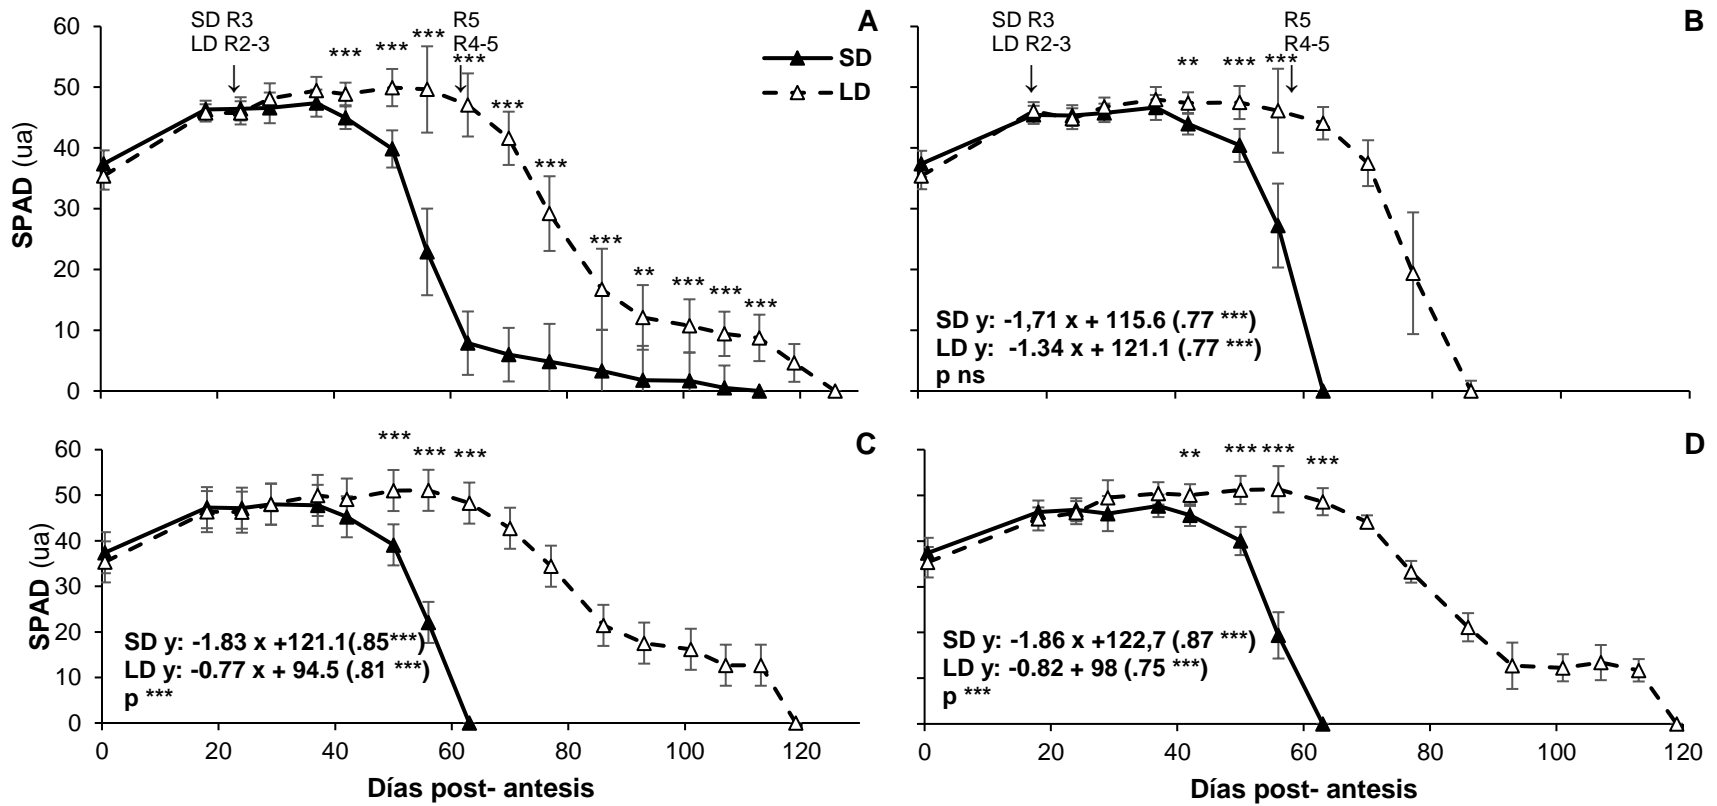 SD R3
LD R2-3
R5
R4-5
A
SD
LD
*** *** *** *** *** *** *** ** *** *** ***
60
50
40
30
20
10
0
SPAD (ua)
SD R3
LD R2-3
R5
R4-5
B
** *** ***
SD y: -1,71 x + 115.6 (.77 ***)
LD y: -1.34 x + 121.1 (.77 ***)
p ns
C
*** *** ***
60
50
40
30
20
10
0
SPAD (ua)
SD y: -1.83 x +121.1(.85***)
LD y: -0.77 x + 94.5 (.81 ***)
p ***
0 20 40 60 80 100 120
Días post- antesis
D
** *** *** ***
SD y: -1.86 x +122,7 (.87 ***)
LD y: -0.82 + 98 (.75 ***)
p ***
0 20 40 60 80 100 120
Días post- antesis